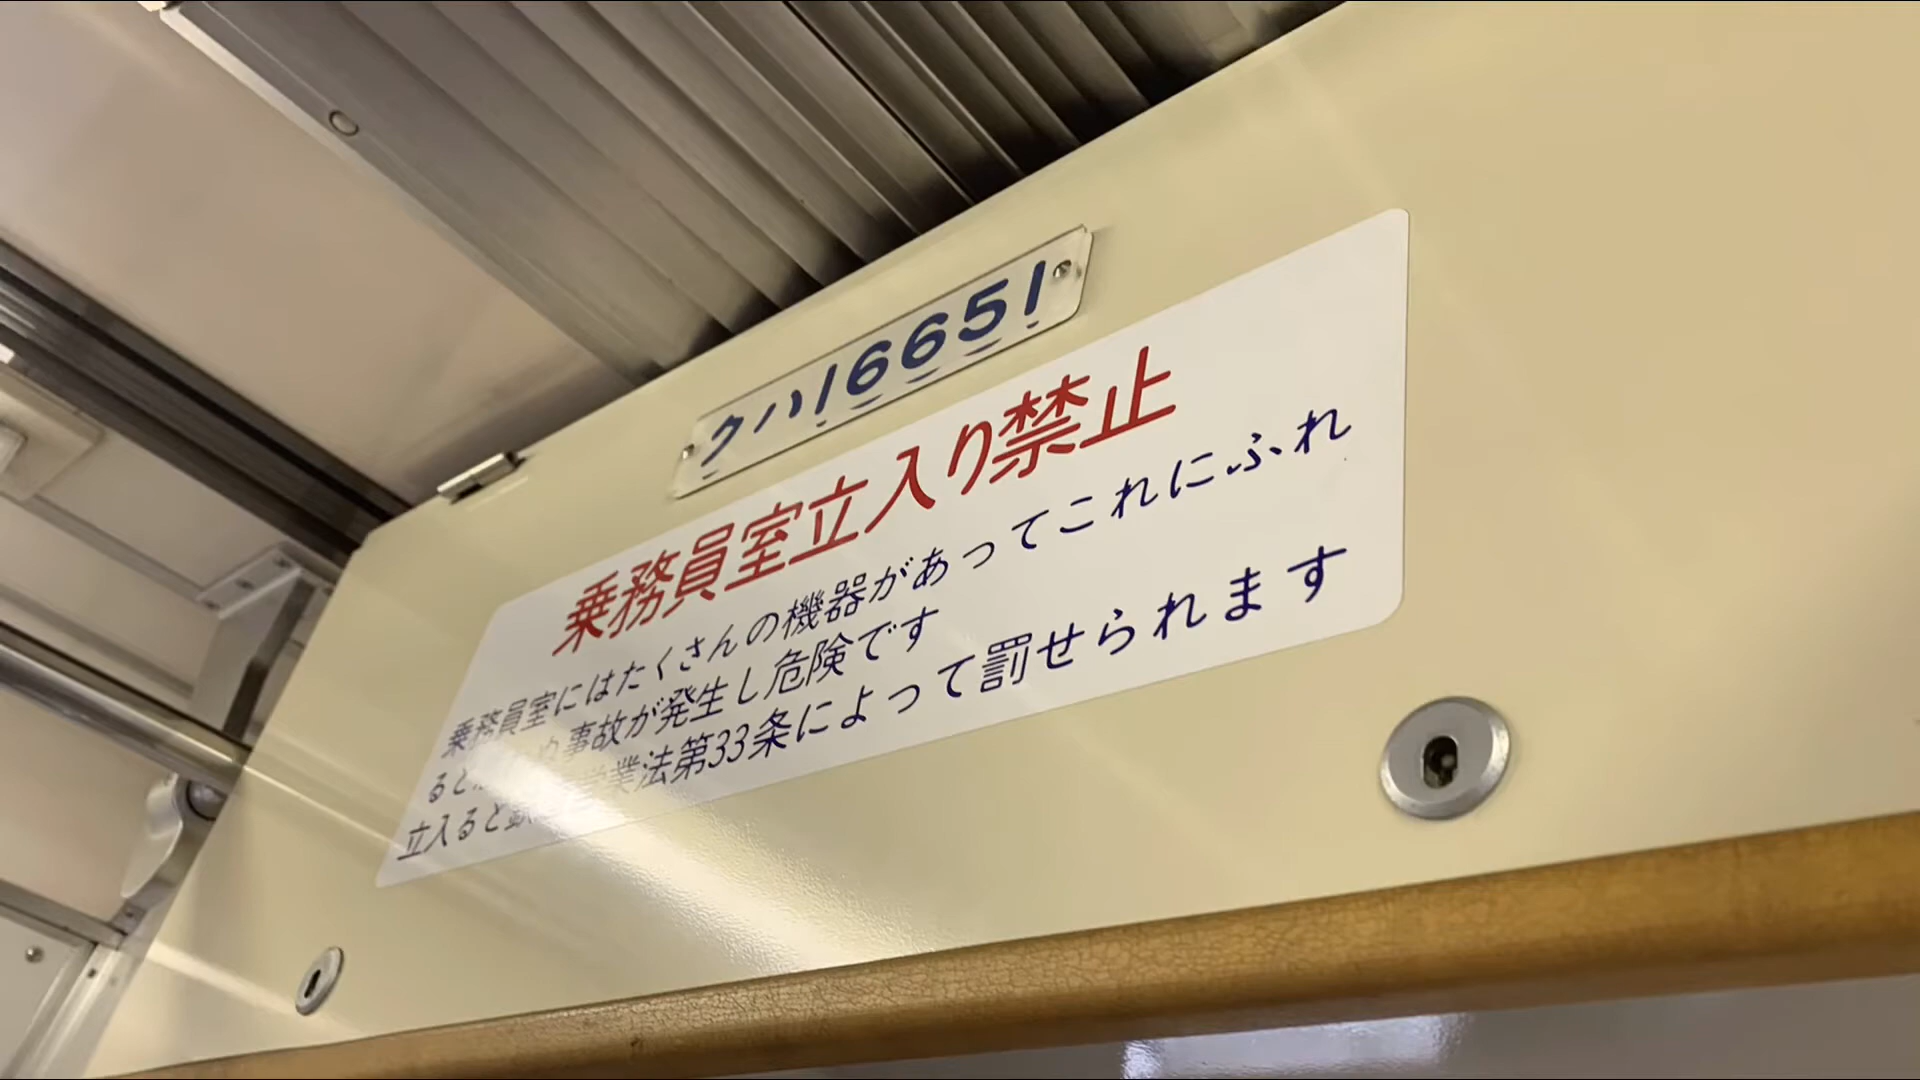 クハ16651
乗務員室立入り禁止
乗務員室にはたくさんの機器があってこれにふれ
ると や事故が発生し危険です
立入ると鉄 営業法第33条によって罰せられます